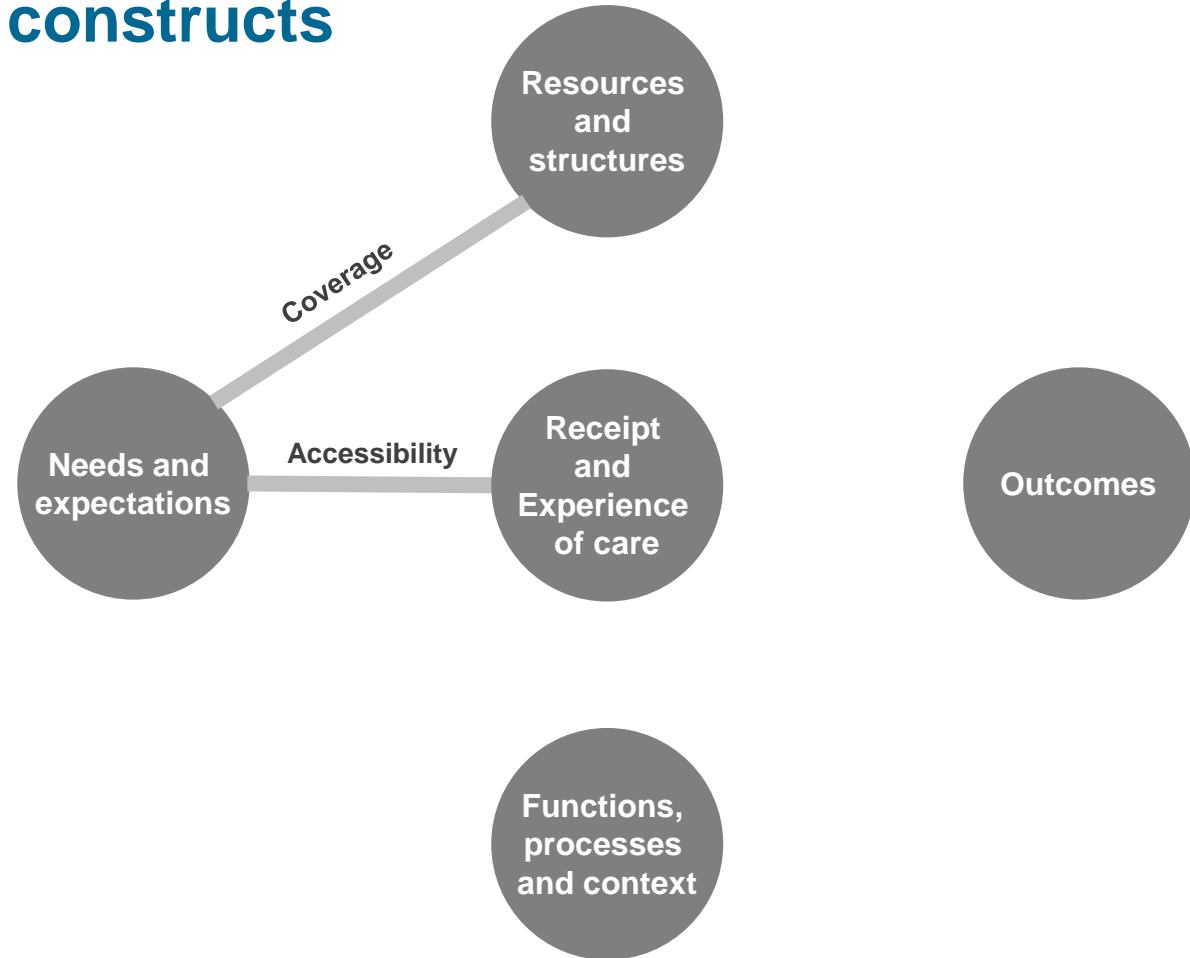 constructs
Resources
and
structures
Coverage
Needs and
expectations
Accessibility
Receipt
and
Experience
of care
Outcomes
Functions,
processes
and context